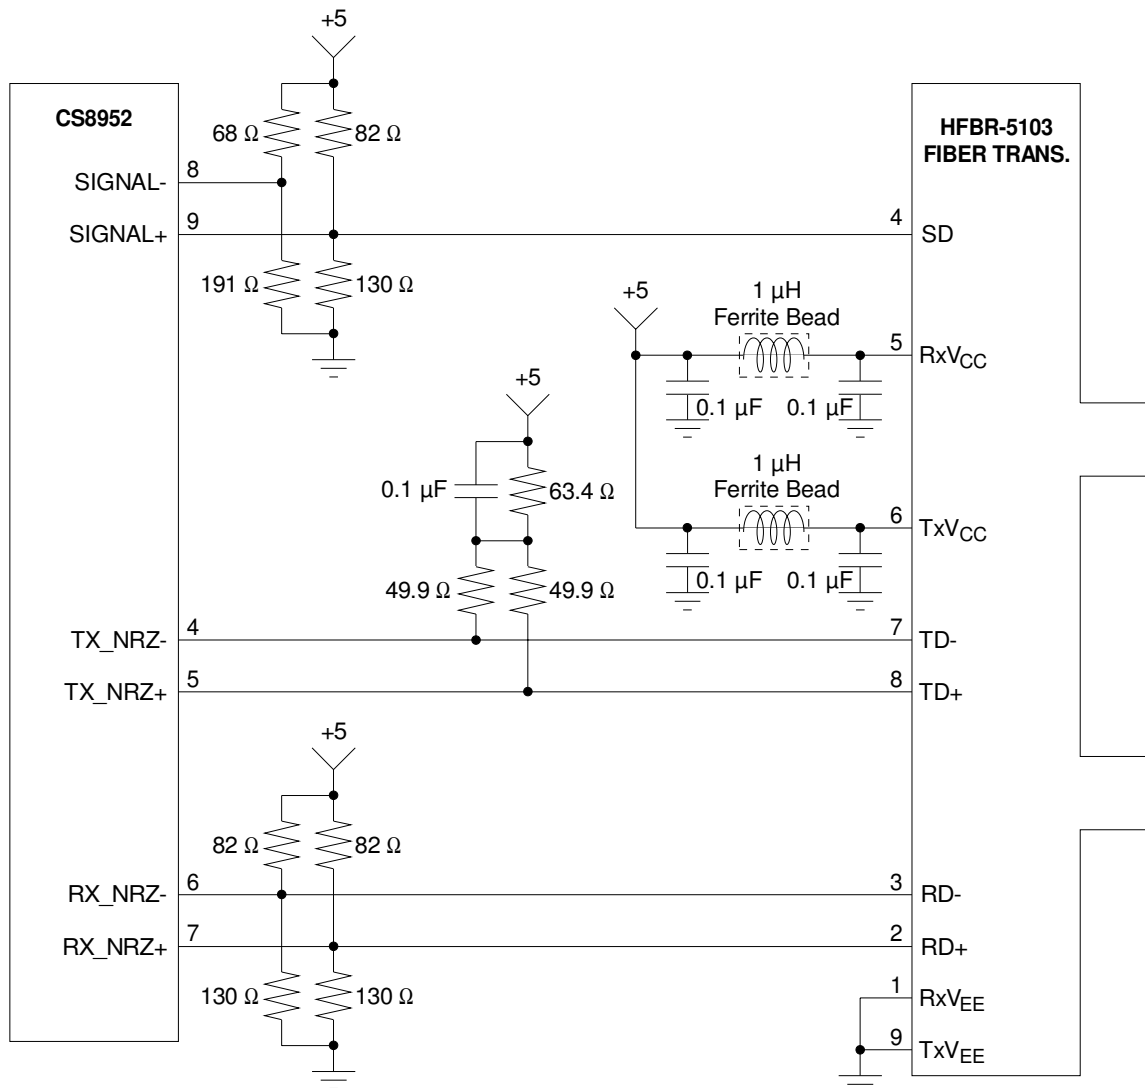 +5
CS8952
68 Ω
82 Ω
HFBR-5103
FIBER TRANS.
SIGNAL-
8
SIGNAL+
9
4
SD
191 Ω
130 Ω
+5
1 µH
Ferrite Bead
5
RxVCC
0.1 µF
0.1 µF
+5
0.1 µF
63.4 Ω
1 µH
Ferrite Bead
6
TxVCC
0.1 µF
0.1 µF
49.9 Ω
49.9 Ω
TX_NRZ-
4
7
TD-
TX_NRZ+
5
8
TD+
+5
82 Ω
82 Ω
RX_NRZ-
6
3
RD-
RX_NRZ+
7
2
RD+
130 Ω
130 Ω
1
RxVEE
9
TxVEE